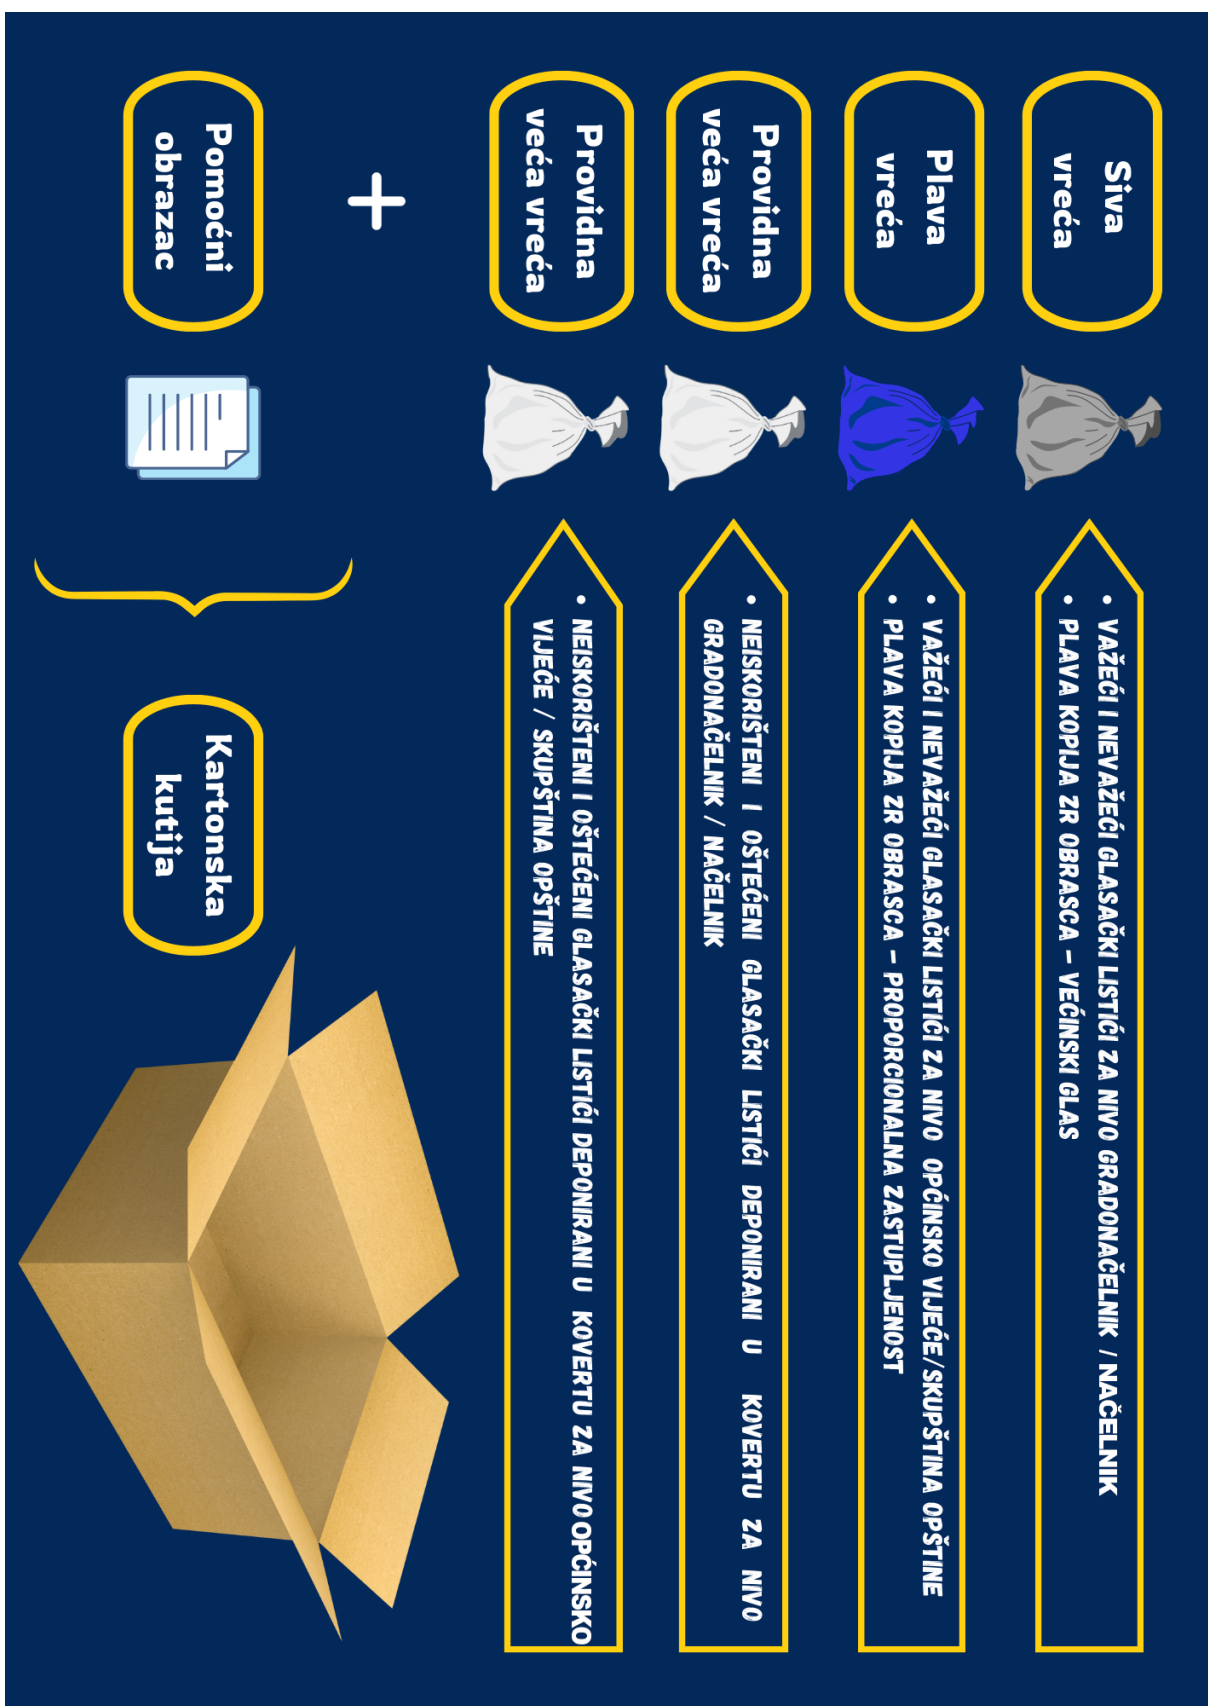 Siva
vreća
• VAŽEĆI I NEVAŽEĆI GLASAČKI LISTIĆI ZA NIVO GRADONAČELNIK / NAČELNIK
• PLAVA KOPIJA ZR OBRASCA – VEĆINSKI GLAS
Plava
vreća
• VAŽEĆI I NEVAŽEĆI GLASAČKI LISTIĆI ZA NIVO OPĆINSKO VIJEĆE/SKUPŠTINA OPŠTINE
• PLAVA KOPIJA ZR OBRASCA – PROPORCIONALNA ZASTUPLJENOST
Providna
veća vreća
• NEISKORIŠTENI I OŠTEĆENI GLASAČKI LISTIĆI DEPONIRANI U KOVERTU ZA NIVO
GRADONAČELNIK / NAČELNIK
Providna
veća vreća
• NEISKORIŠTENI I OŠTEĆENI GLASAČKI LISTIĆI DEPONIRANI U KOVERTU ZA NIVO OPĆINSKO
VIJEĆE / SKUPŠTINA OPŠTINE
+
Pomoćni
obrazac
Kartonska
kutija